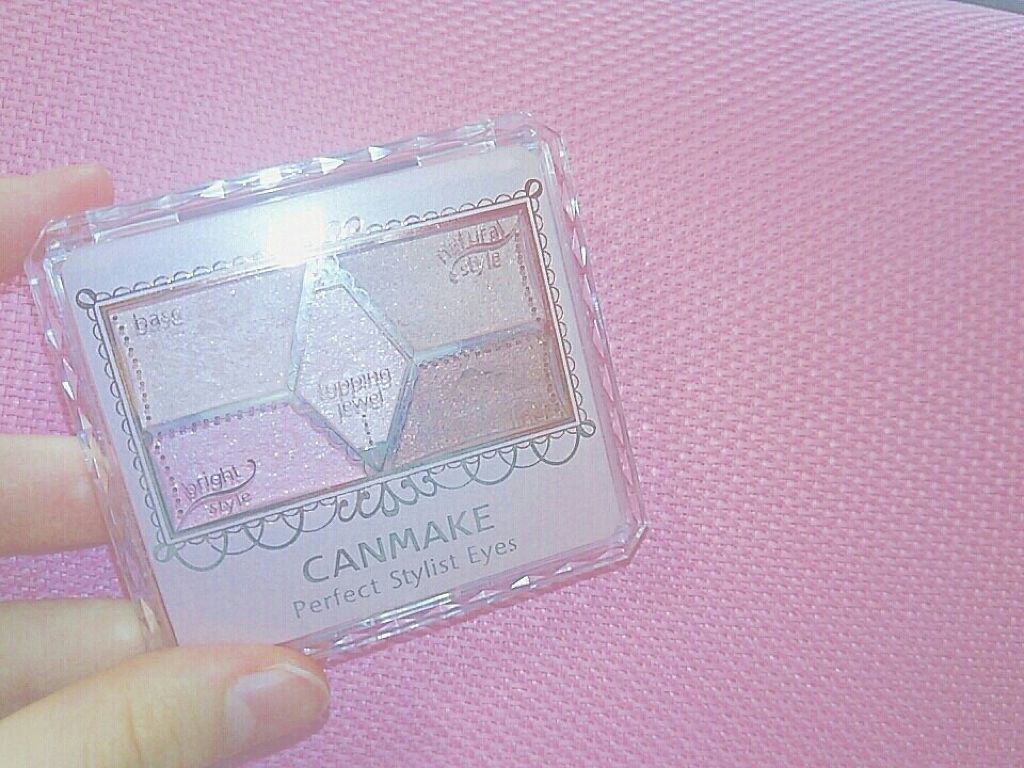 base
natural
style
topping
jewel
bright
style
CANMAKE
Perfect Stylist Eyes